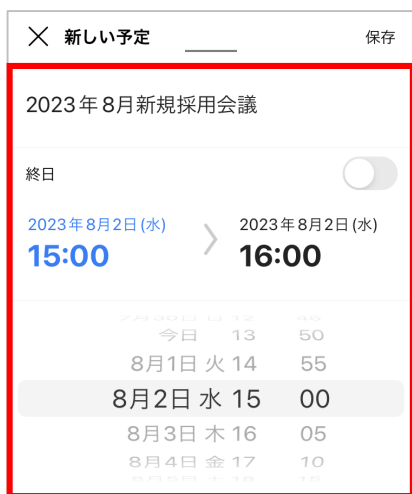 新しい予定 保存
2023年8月新規採用会議
終日
2023年8月2日(水) 2023年8月2日(水)
15:00 16:00
今日 13 50
8月1日 火 14 55
8月2日 水 15 00
8月3日 木 16 05
8月4日 金 17 10